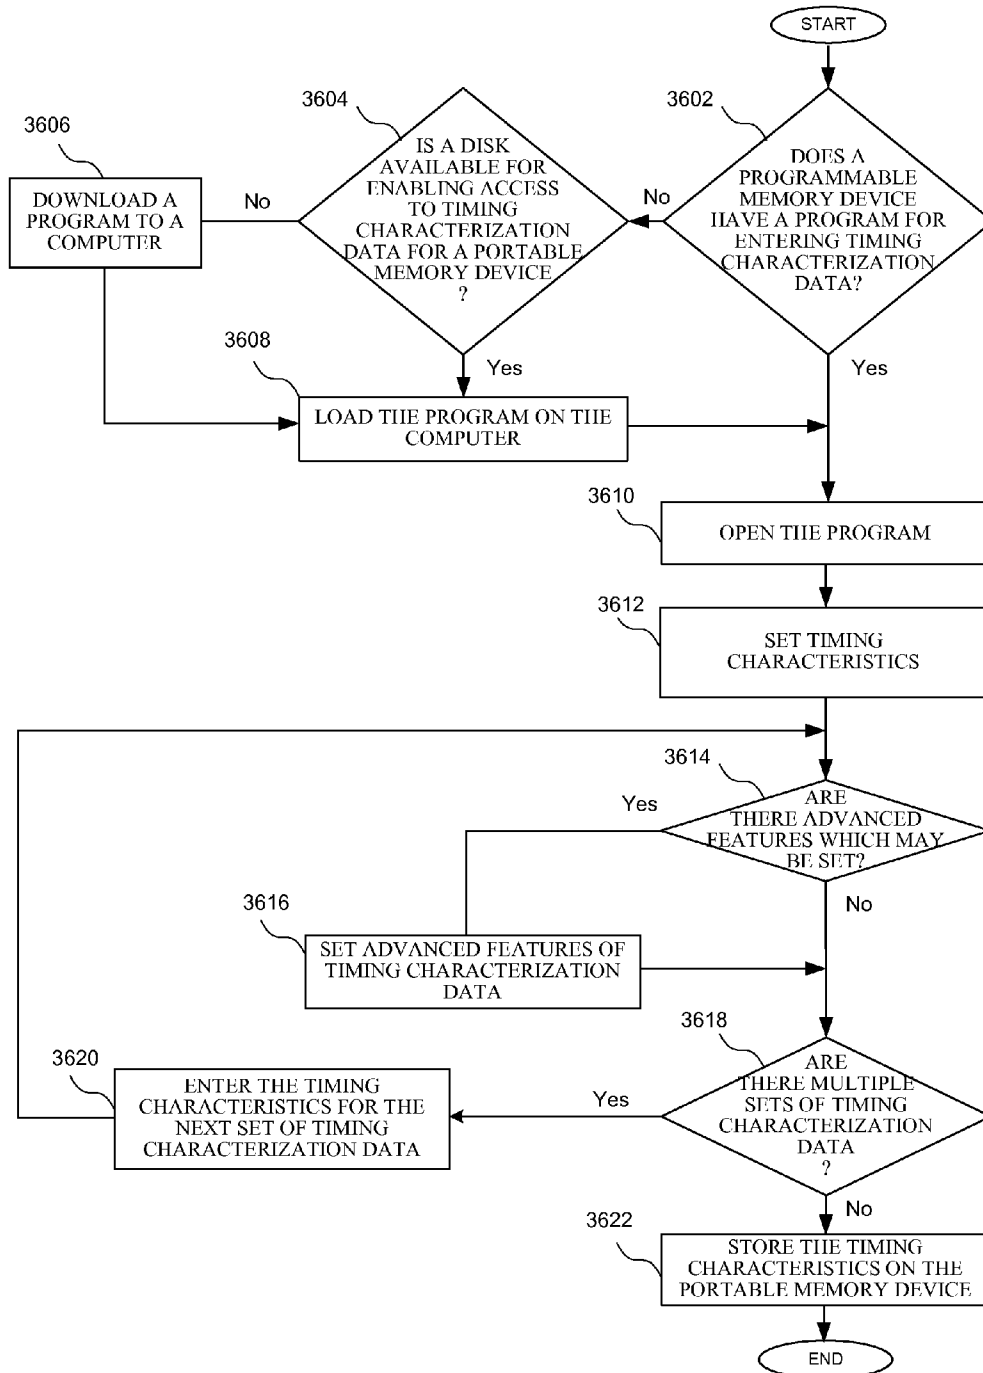 START
3602
DOES A
PROGRAMMABLE
MEMORY DEVICE
HAVE A PROGRAM FOR
ENTERING TIMING
CHARACTERIZATION
DATA?
No
Yes
3604
IS A DISK
AVAILABLE FOR
ENABLING ACCESS
TO TIMING
CHARACTERIZATION
DATA FOR A PORTABLE
MEMORY DEVICE
?
No
Yes
3606
DOWNLOAD A
PROGRAM TO A
COMPUTER
3608
LOAD THE PROGRAM ON THE
COMPUTER
3610
OPEN THE PROGRAM
3612
SET TIMING
CHARACTERISTICS
3614
ARE
THERE ADVANCED
FEATURES WHICH MAY
BE SET?
Yes
No
3616
SET ADVANCED FEATURES OF
TIMING CHARACTERIZATION
DATA
3618
ARE
THERE MULTIPLE
SETS OF TIMING
CHARACTERIZATION
DATA
?
Yes
No
3620
ENTER THE TIMING
CHARACTERISTICS FOR THE
NEXT SET OF TIMING
CHARACTERIZATION DATA
3622
STORE THE TIMING
CHARACTERISTICS ON THE
PORTABLE MEMORY DEVICE
END